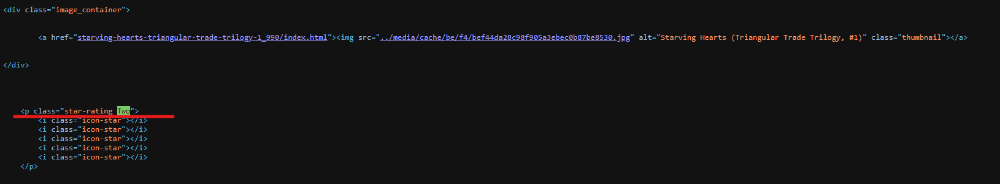 <div class="image_container">
<a href="starving-hearts-triangular-trade-trilogy-1_990/index.html"><img src="../media/cache/be/f4/bef44da28c98f905a3ebec0b87be8530.jpg" alt="Starving Hearts (Triangular Trade Trilogy, #1)" class="thumbnail"></a>
</div>
<p class="star-rating Two">
<i class="icon-star"></i>
<i class="icon-star"></i>
<i class="icon-star"></i>
<i class="icon-star"></i>
<i class="icon-star"></i>
</p>